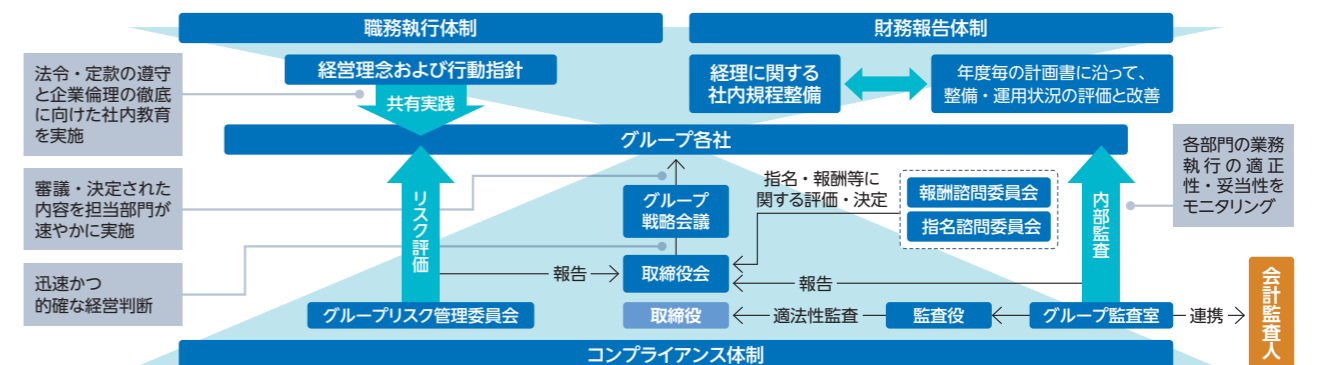 職務執行体制
財務報告体制
法令・定款の遵守
と企業倫理の徹底
に向けた社内教育
を実施
経営理念および行動指針
共有実践
経理に関する
社内規程整備
年度毎の計画書に沿って、
整備・運用状況の評価と改善
グループ各社
各部門の業務
執行の適正
性・妥当性を
モニタリング
審議・決定された
内容を担当部門が
速やかに実施
リスク評価
グループ
戦略会議
指名・報酬等に
関する評価・決定
報酬諮問委員会
指名諮問委員会
内部監査
迅速かつ
的確な経営判断
報告
取締役会
報告
グループリスク管理委員会
取締役
適法性監査
監査役
グループ監査室
連携
会計監査人
コンプライアンス体制